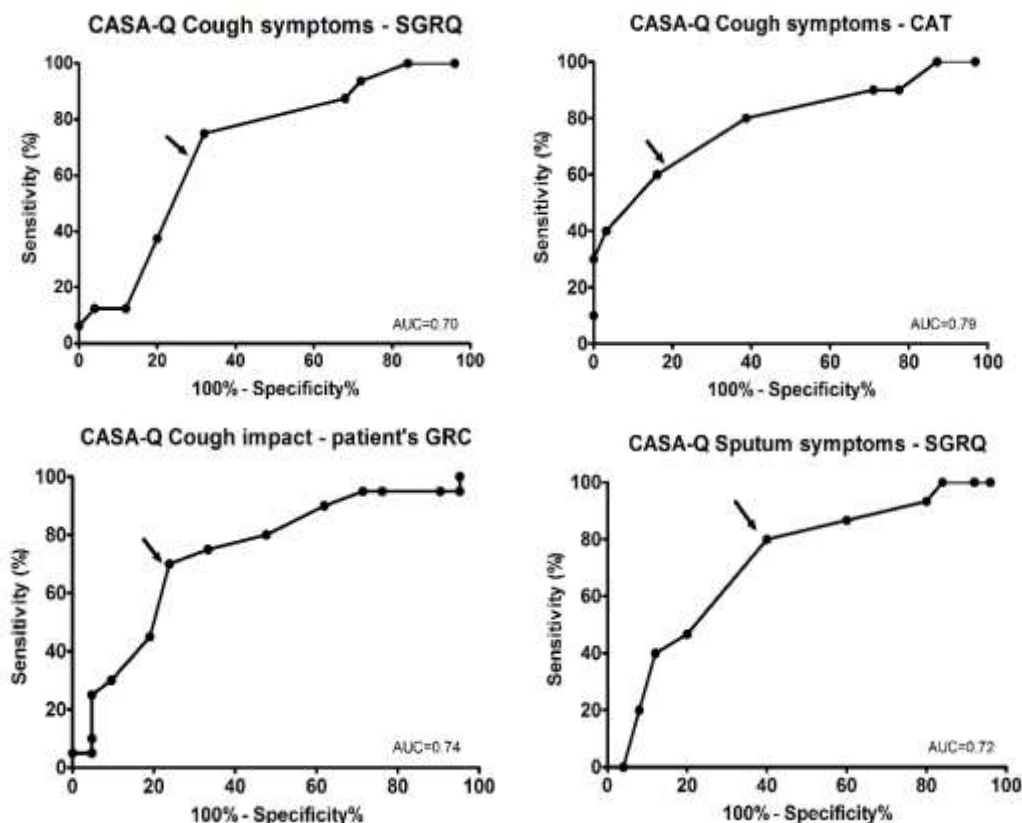 CASA-Q Cough symptoms - SGRQ
Sensitivity (%)
100
80
60
40
20
0
0 20 40 60 80 100
AUC=0.70
100% - Specificity%
CASA-Q Cough symptoms - CAT
Sensitivity (%)
100
80
60
40
20
0
0 20 40 60 80 100
AUC=0.79
100% - Specificity%
CASA-Q Cough impact - patient's GRC
Sensitivity (%)
100
80
60
40
20
0
0 20 40 60 80 100
AUC=0.74
100% - Specificity%
CASA-Q Sputum symptoms - SGRQ
Sensitivity (%)
100
80
60
40
20
0
0 20 40 60 80 100
AUC=0.72
100% - Specificity%